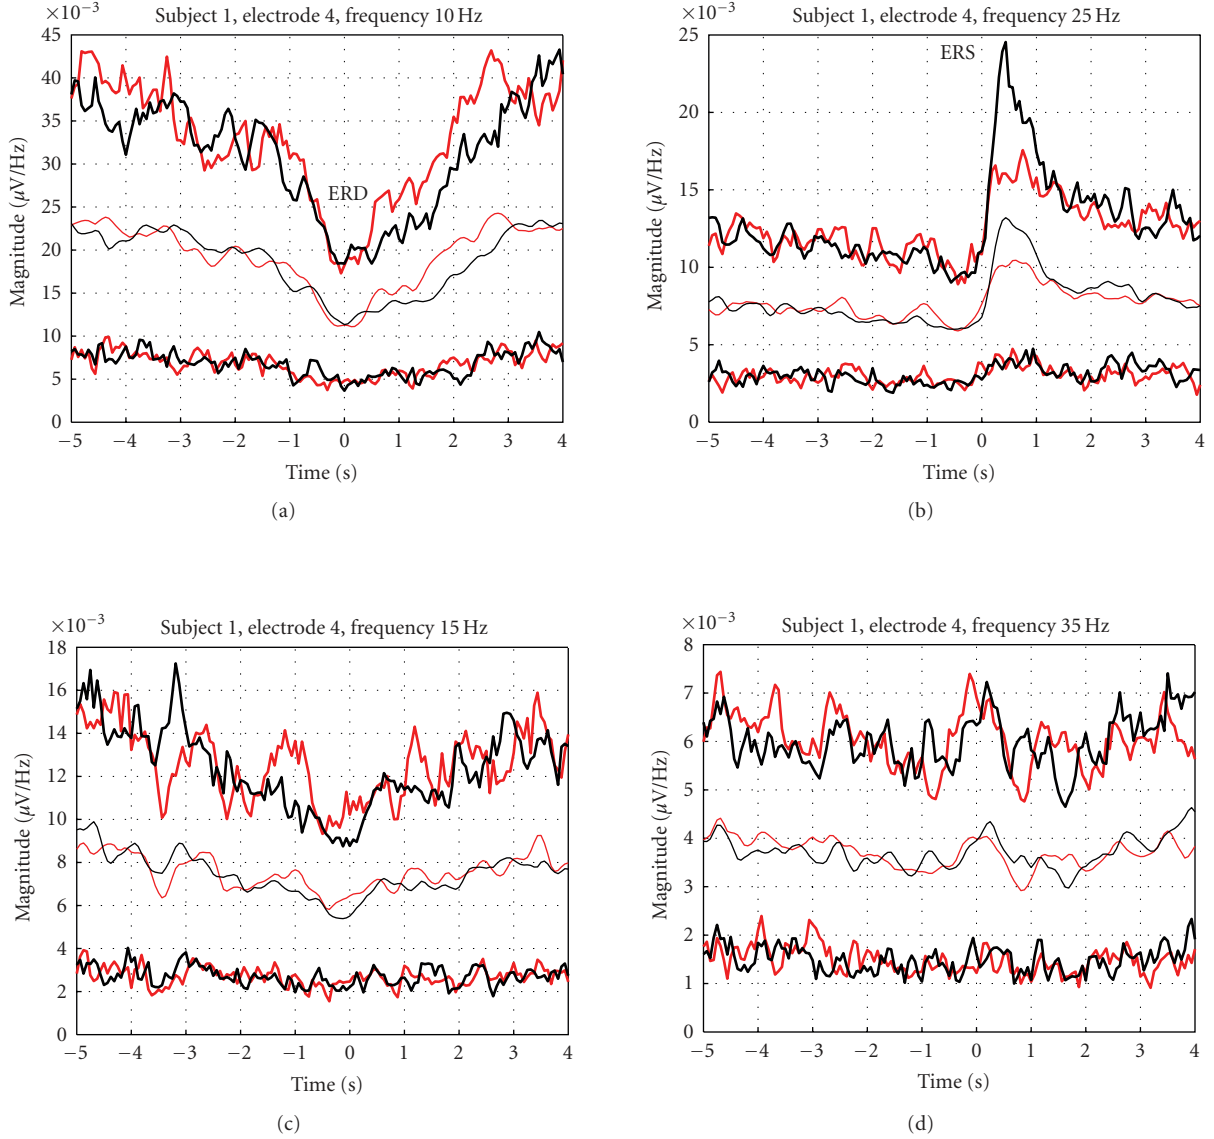 ×10−3
Subject 1, electrode 4, frequency 10 Hz
45
40
35
30
25
20
15
10
5
0
Magnitude (μV/Hz)
ERD
−5 −4 −3 −2 −1 0 1 2 3 4
Time (s)
(a)
×10−3
Subject 1, electrode 4, frequency 25 Hz
25
20
15
10
5
0
Magnitude (μV/Hz)
ERS
−5 −4 −3 −2 −1 0 1 2 3 4
Time (s)
(b)
×10−3
Subject 1, electrode 4, frequency 15 Hz
18
16
14
12
10
8
6
4
2
0
Magnitude (μV/Hz)
−5 −4 −3 −2 −1 0 1 2 3 4
Time (s)
(c)
×10−3
Subject 1, electrode 4, frequency 35 Hz
8
7
6
5
4
3
2
1
0
Magnitude (μV/Hz)
−5 −4 −3 −2 −1 0 1 2 3 4
Time (s)
(d)